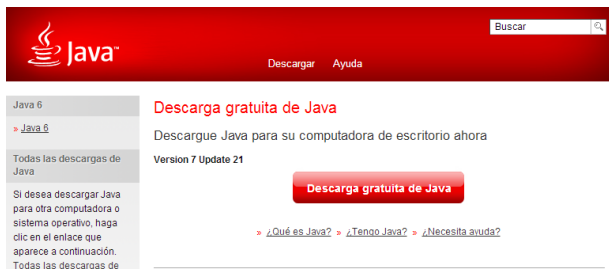 Buscar
Java™
Descargar Ayuda
Java 6
» Java 6
Todas las descargas de
Java
Si desea descargar Java
para otra computadora o
sistema operativo, haga
clic en el enlace que
aparece a continuación.
Todas las descargas de
Descarga gratuita de Java
Descargue Java para su computadora de escritorio ahora
Version 7 Update 21
Descarga gratuita de Java
» ¿Qué es Java? » ¿Tengo Java? » ¿Necesita ayuda?